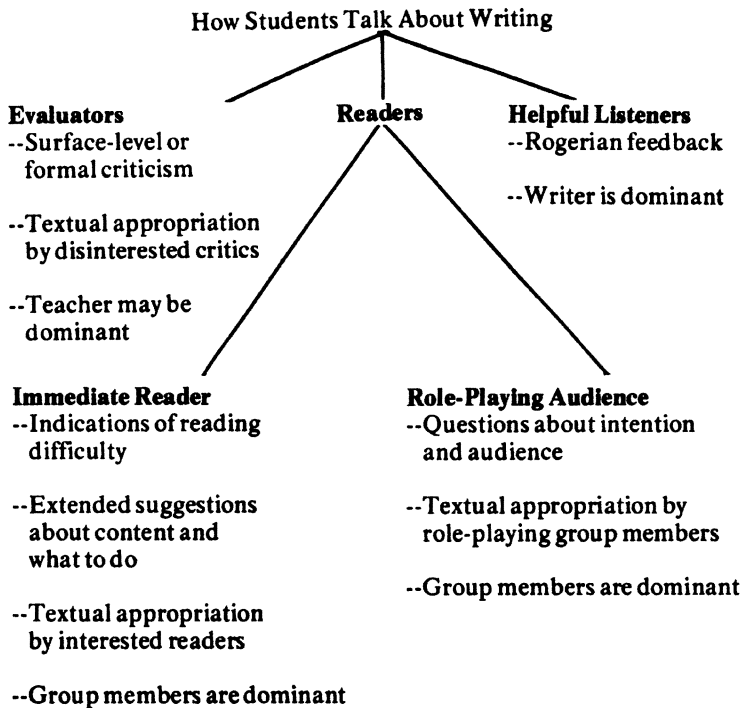 How Students Talk About Writing
Evaluators
--Surface-level or
formal criticism
--Textual appropriation
by disinterested critics
--Teacher may be
dominant
Readers
Helpful Listeners
--Rogerian feedback
--Writer is dominant
Immediate Reader
--Indications of reading
difficulty
--Extended suggestions
about content and
what to do
--Textual appropriation
by interested readers
--Group members are dominant
Role-Playing Audience
--Questions about intention
and audience
--Textual appropriation by
role-playing group members
--Group members are dominant